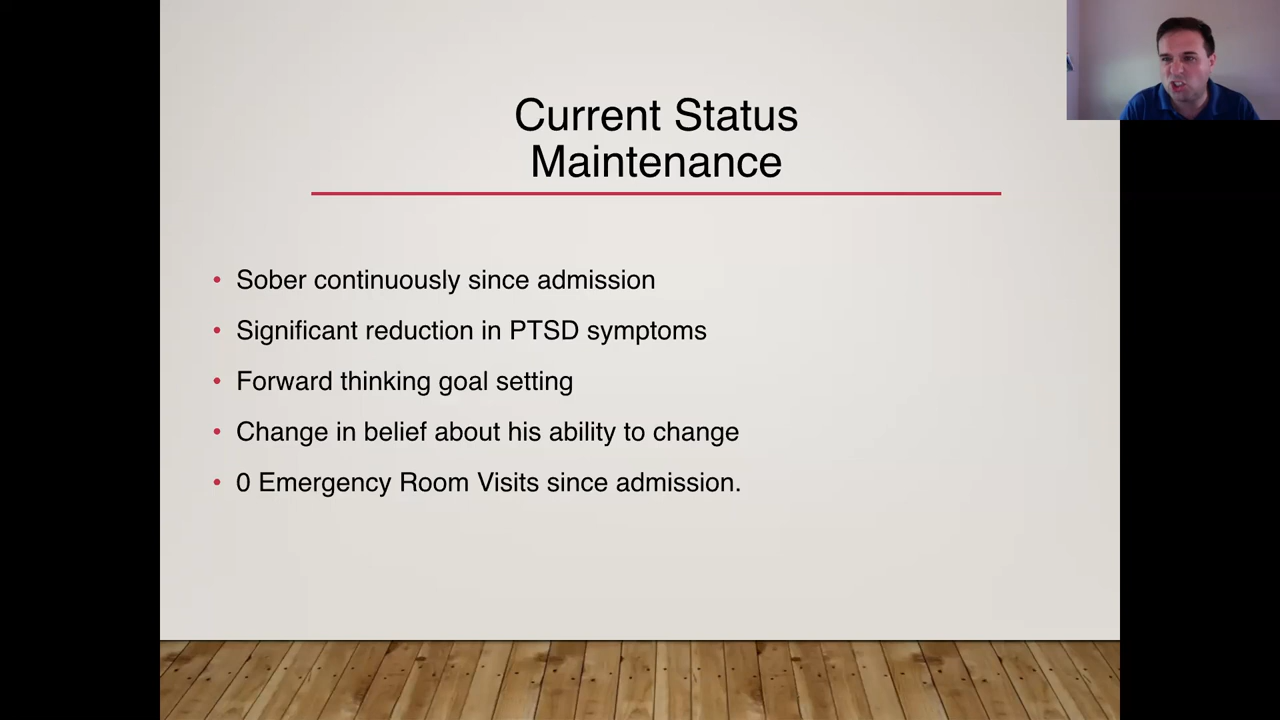 Current Status
Maintenance
• Sober continuously since admission
• Significant reduction in PTSD symptoms
• Forward thinking goal setting
• Change in belief about his ability to change
• 0 Emergency Room Visits since admission.